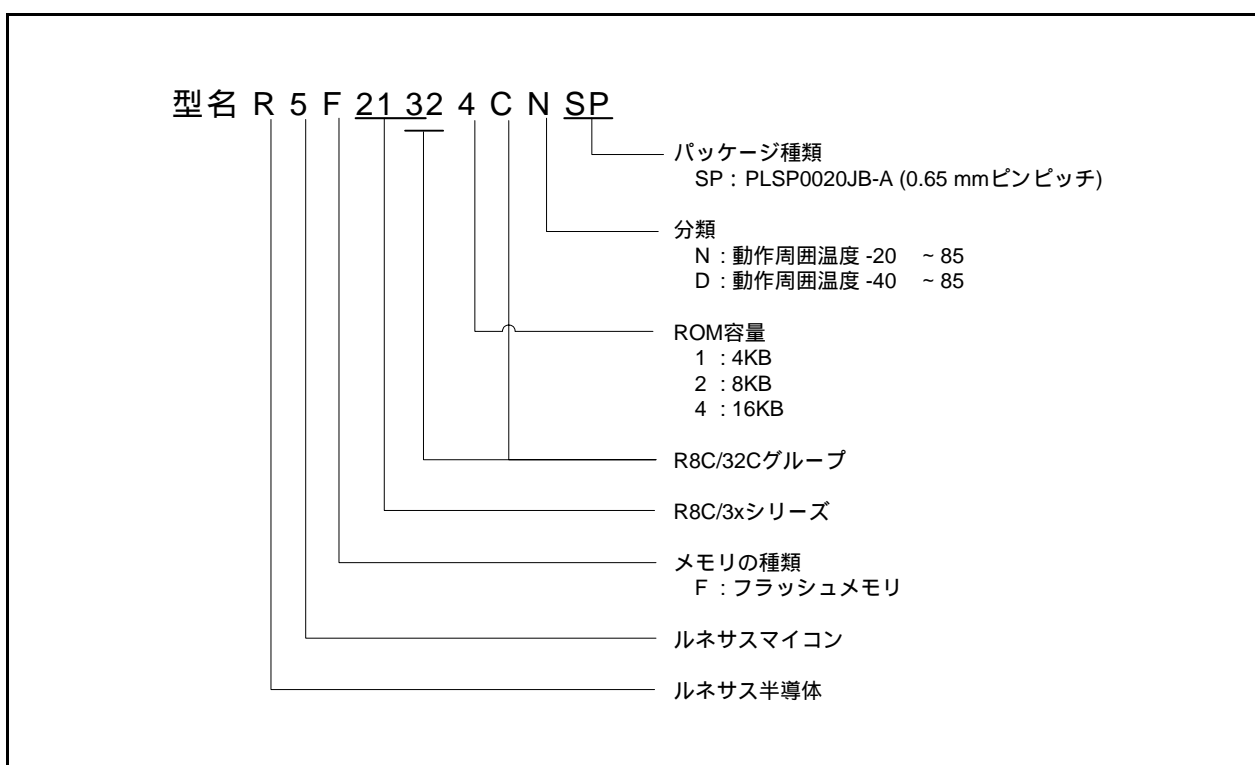 型名 R 5 F 21 32 4 C N SP
パッケージ種類
SP : PLSP0020JB-A (0.65 mmピンピッチ)
分類
N : 動作周囲温度 -20 ~ 85
D : 動作周囲温度 -40 ~ 85
ROM容量
1 : 4KB
2 : 8KB
4 : 16KB
R8C/32Cグループ
R8C/3xシリーズ
メモリの種類
F : フラッシュメモリ
ルネサスマイコン
ルネサス半導体